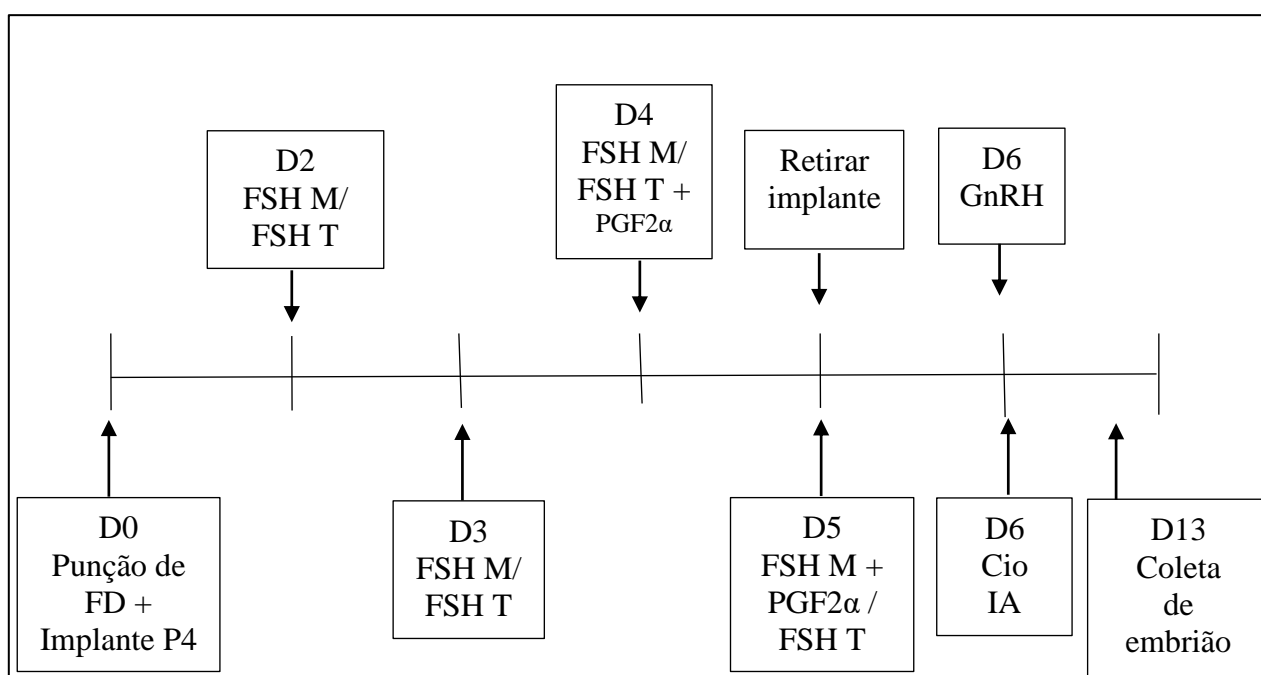 D2
FSH M/
FSH T
D4
FSH M/
FSH T +
PGF2α
Retirar
implante
D6
GnRH
D0
Punção de
FD +
Implante P4
D3
FSH M/
FSH T
D5
FSH M +
PGF2α /
FSH T
D6
Cio
IA
D13
Coleta
de
embrião